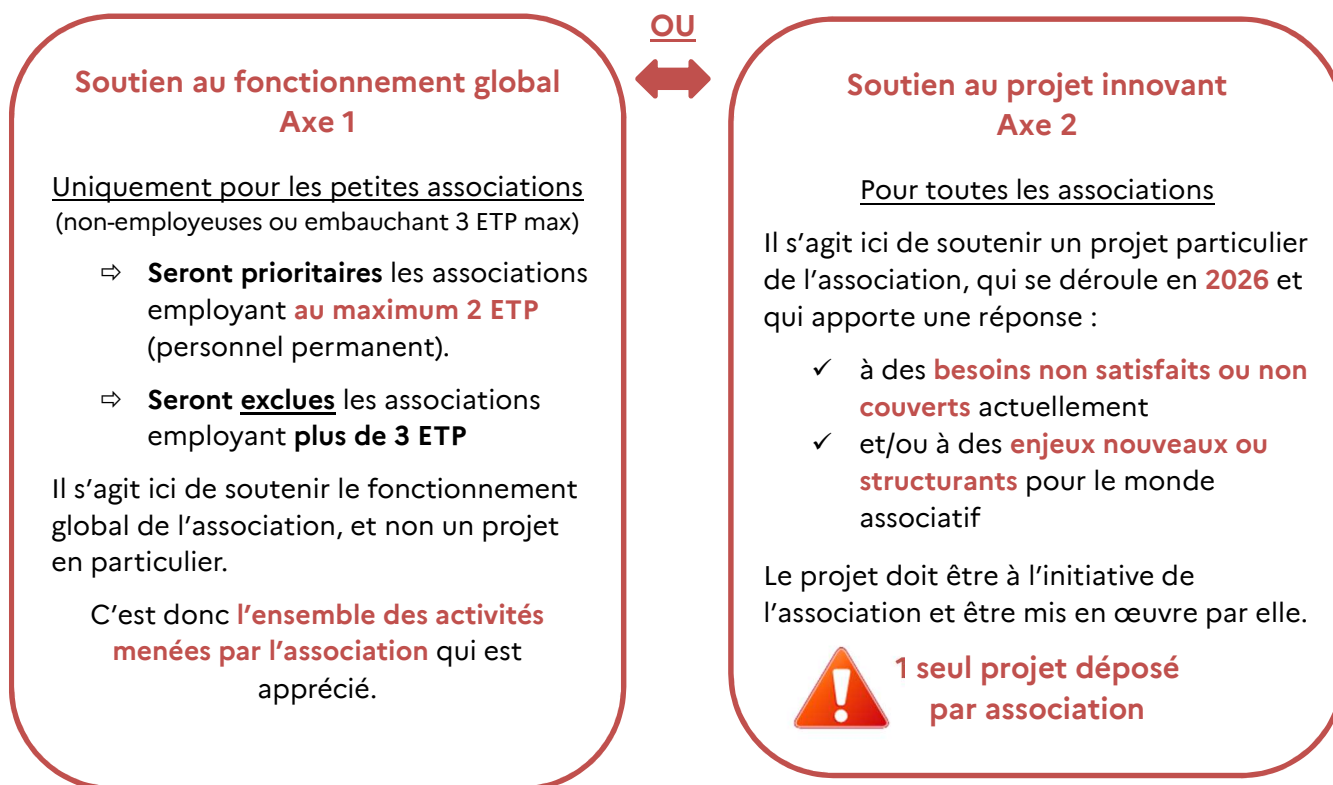 OU
Soutien au fonctionnement global
Axe 1
Uniquement pour les petites associations
(non-employeuses ou embauchant 3 ETP max)
⇨ Seront prioritaires les associations
employant au maximum 2 ETP
(personnel permanent).
⇨ Seront exclues les associations
employant plus de 3 ETP
Il s’agit ici de soutenir le fonctionnement
global de l’association, et non un projet
en particulier.
C’est donc l’ensemble des activités
menées par l’association qui est
apprécié.
Soutien au projet innovant
Axe 2
Pour toutes les associations
Il s’agit ici de soutenir un projet particulier
de l’association, qui se déroule en 2026 et
qui apporte une réponse :
✓ à des besoins non satisfaits ou non
couverts actuellement
✓ et/ou à des enjeux nouveaux ou
structurants pour le monde
associatif
Le projet doit être à l’initiative de
l’association et être mis en œuvre par elle.
1 seul projet déposé
par association